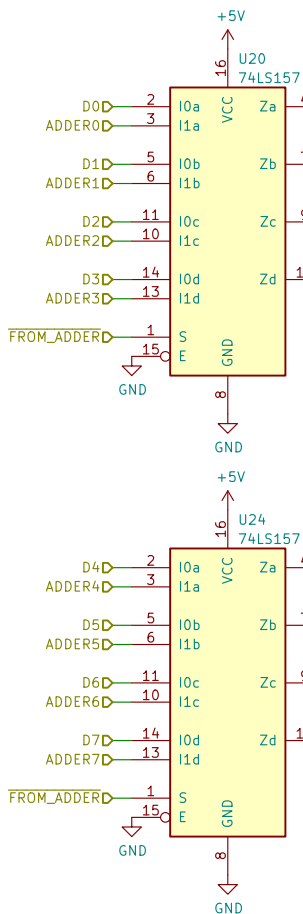 +5V
U20
74LS157
16
VCC
D0 2 I0a Za 4
ADDER0 3 I1a
D1 5 I0b Zb
ADDER1 6 I1b
D2 11 I0c Zc
ADDER2 10 I1c
D3 14 I0d Zd 1
ADDER3 13 I1d
FROM_ADDER 1 S
15 E
GND
GND
8
GND
+5V
U24
74LS157
16
VCC
D4 2 I0a Za 4
ADDER4 3 I1a
D5 5 I0b Zb
ADDER5 6 I1b
D6 11 I0c Zc
ADDER6 10 I1c
D7 14 I0d Zd 1
ADDER7 13 I1d
FROM_ADDER 1 S
15 E
GND
GND
8
GND